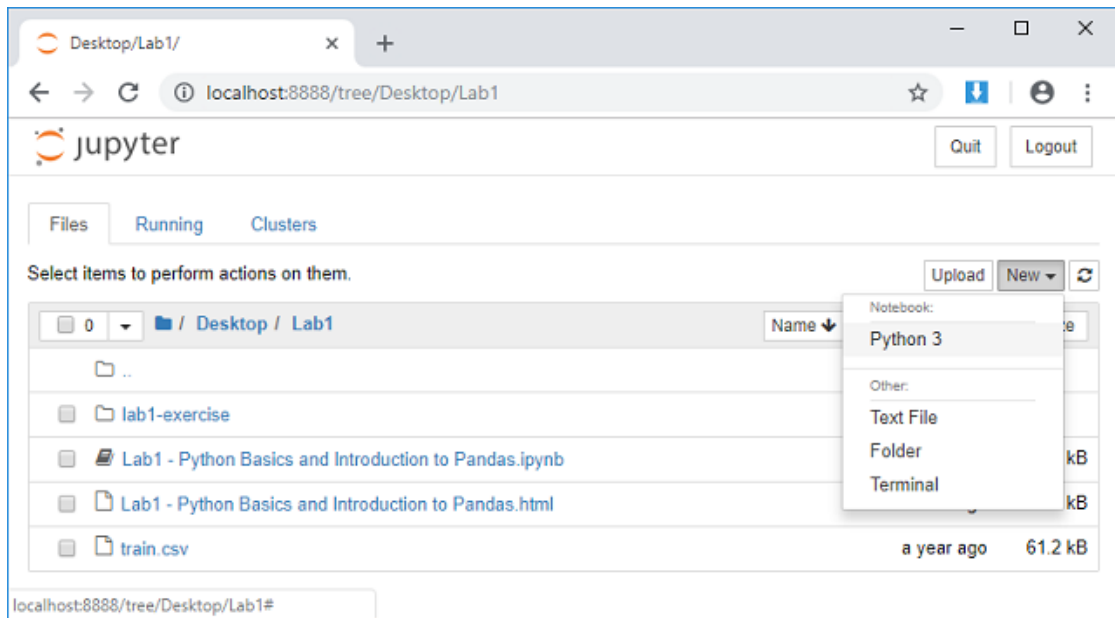 Desktop/Lab1/
localhost:8888/tree/Desktop/Lab1
jupyter
Quit
Logout
Files
Running
Clusters
Select items to perform actions on them.
Upload
New
0
/ Desktop / Lab1
Name
Notebook:
Python 3
Other:
Text File
Folder
Terminal
..
lab1-exercise
Lab1 - Python Basics and Introduction to Pandas.ipynb
kB
Lab1 - Python Basics and Introduction to Pandas.html
kB
train.csv
a year ago
61.2 kB
localhost:8888/tree/Desktop/Lab1#